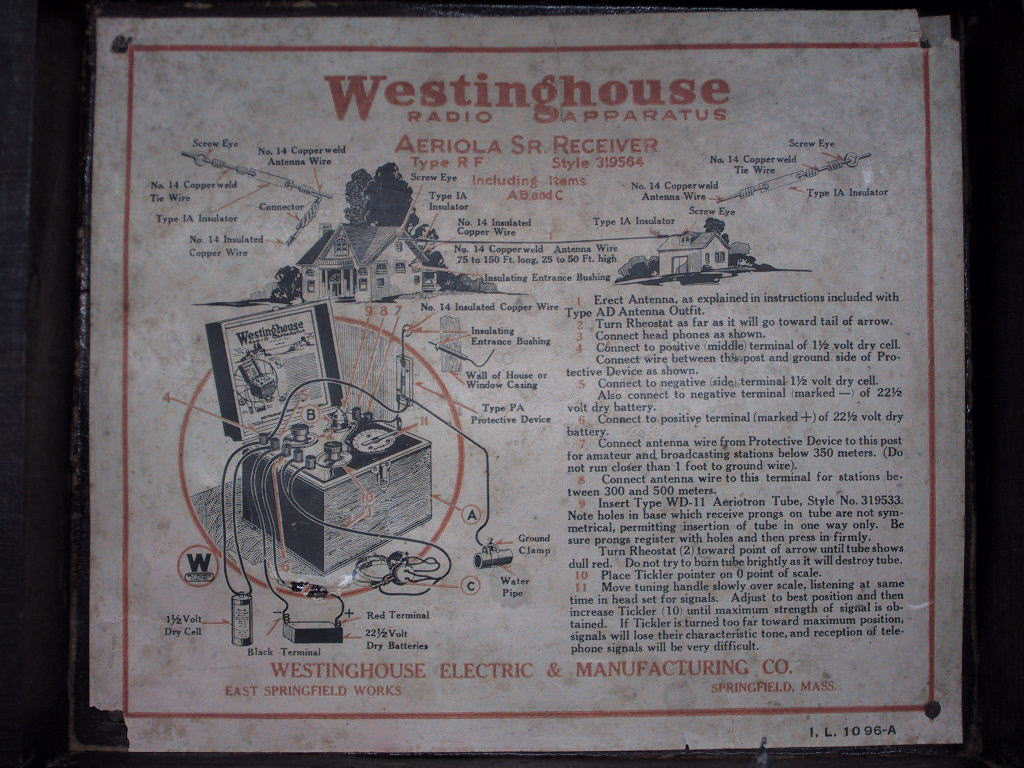 Westinghouse
RADIO APPARATUS
AERIOLA SR. RECEIVER
Type R F Style 319564
Including Items
A B and C
Screw Eye
No. 14 Copperweld
Antenna Wire
No. 14 Copperweld
Tie Wire
Type IA Insulator
Connector
No. 14 Insulated
Copper Wire
Screw Eye
Type IA
Insulator
No. 14 Insulated
Copper Wire
No. 14 Copperweld Antenna Wire
75 to 150 Ft. long, 25 to 50 Ft. high
Insulating Entrance Bushing
Screw Eye
No. 14 Copperweld
Tie Wire
No. 14 Copperweld
Antenna Wire
Type IA Insulator
Screw Eye
Type IA Insulator
9 8 7
No. 14 Insulated Copper Wire
Insulating
Entrance Bushing
Wall of House or
Window Casing
Type PA
Protective Device
Westinghouse
4
5
B
11
10
1
A
6
C
W
Ground
Clamp
Water
Pipe
1½ Volt
Dry Cell
Black Terminal
−
+
Red Terminal
22½ Volt
Dry Batteries
1 Erect Antenna, as explained in instructions included with
Type AD Antenna Outfit.
2 Turn Rheostat as far as it will go toward tail of arrow.
3 Connect head phones as shown.
4 Connect to positive (middle) terminal of 1½ volt dry cell.
Connect wire between this post and ground side of Pro-
tective Device as shown.
5 Connect to negative (side) terminal 1½ volt dry cell.
Also connect to negative terminal (marked —) of 22½
volt dry battery.
6 Connect to positive terminal (marked +) of 22½ volt dry
battery.
7 Connect antenna wire from Protective Device to this post
for amateur and broadcasting stations below 350 meters. (Do
not run closer than 1 foot to ground wire).
8 Connect antenna wire to this terminal for stations be-
tween 300 and 500 meters.
9 Insert Type WD-11 Aeriotron Tube, Style No. 319533.
Note holes in base which receive prongs on tube are not sym-
metrical, permitting insertion of tube in one way only. Be
sure prongs register with holes and then press in firmly.
Turn Rheostat (2) toward point of arrow until tube shows
dull red. Do not try to burn tube brightly as it will destroy tube.
10 Place Tickler pointer on 0 point of scale.
11 Move tuning handle slowly over scale, listening at same
time in head set for signals. Adjust to best position and then
increase Tickler (10) until maximum strength of signal is ob-
tained. If Tickler is turned too far toward maximum position,
signals will lose their characteristic tone, and reception of tele-
phone signals will be very difficult.
WESTINGHOUSE ELECTRIC & MANUFACTURING CO.
EAST SPRINGFIELD WORKS SPRINGFIELD, MASS.
I. L. 1096-A